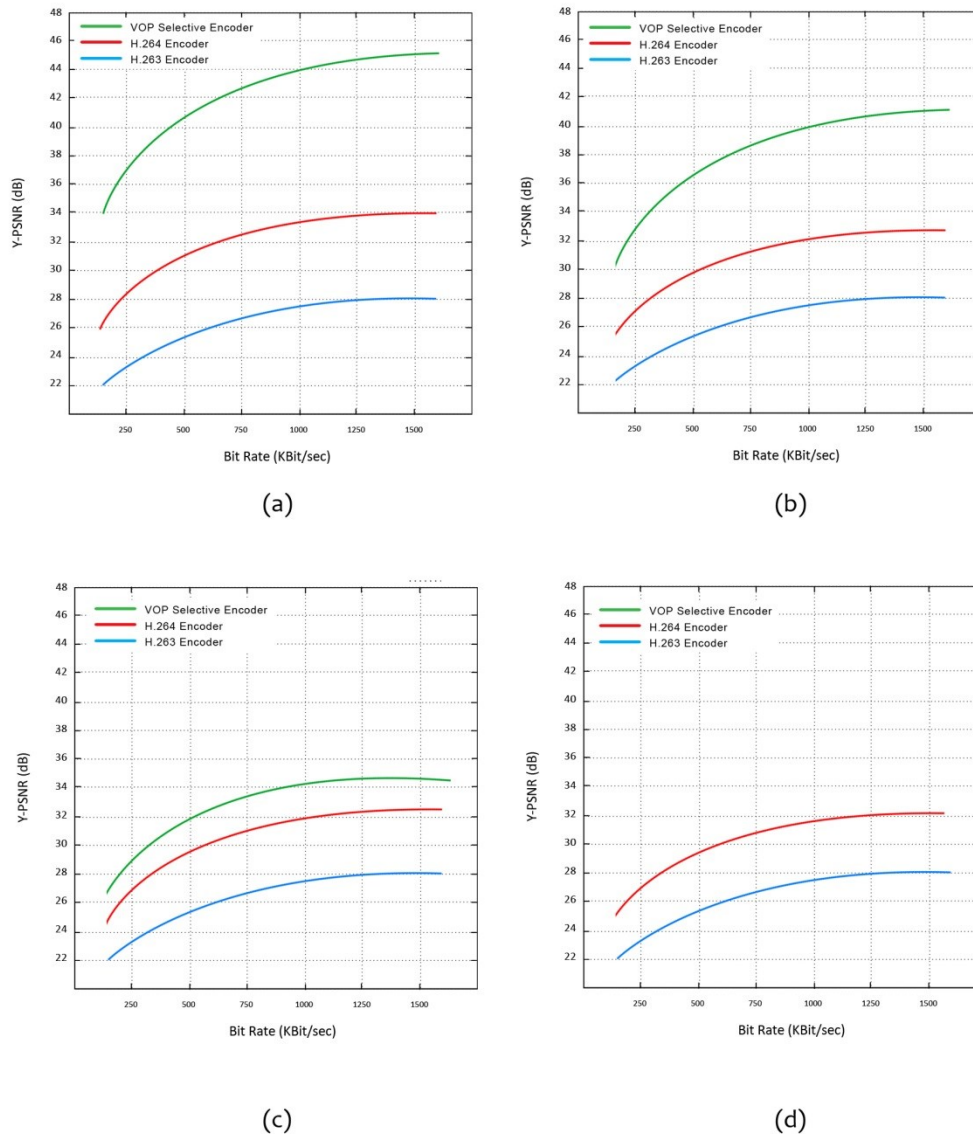 48
46
44
42
40
38
36
34
32
30
28
26
24
22
Y-PSNR (dB)
VOP Selective Encoder
H.264 Encoder
H.263 Encoder
250 500 750 1000 1250 1500
Bit Rate (KBit/sec)
(a)
48
46
44
42
40
38
36
34
32
30
28
26
24
22
Y-PSNR (dB)
VOP Selective Encoder
H.264 Encoder
H.263 Encoder
250 500 750 1000 1250 1500
Bit Rate (KBit/sec)
(b)
48
46
44
42
40
38
36
34
32
30
28
26
24
22
Y-PSNR (dB)
VOP Selective Encoder
H.264 Encoder
H.263 Encoder
250 500 750 1000 1250 1500
Bit Rate (KBit/sec)
(c)
48
46
44
42
40
38
36
34
32
30
28
26
24
22
Y-PSNR (dB)
VOP Selective Encoder
H.264 Encoder
H.263 Encoder
250 500 750 1000 1250 1500
Bit Rate (KBit/sec)
(d)